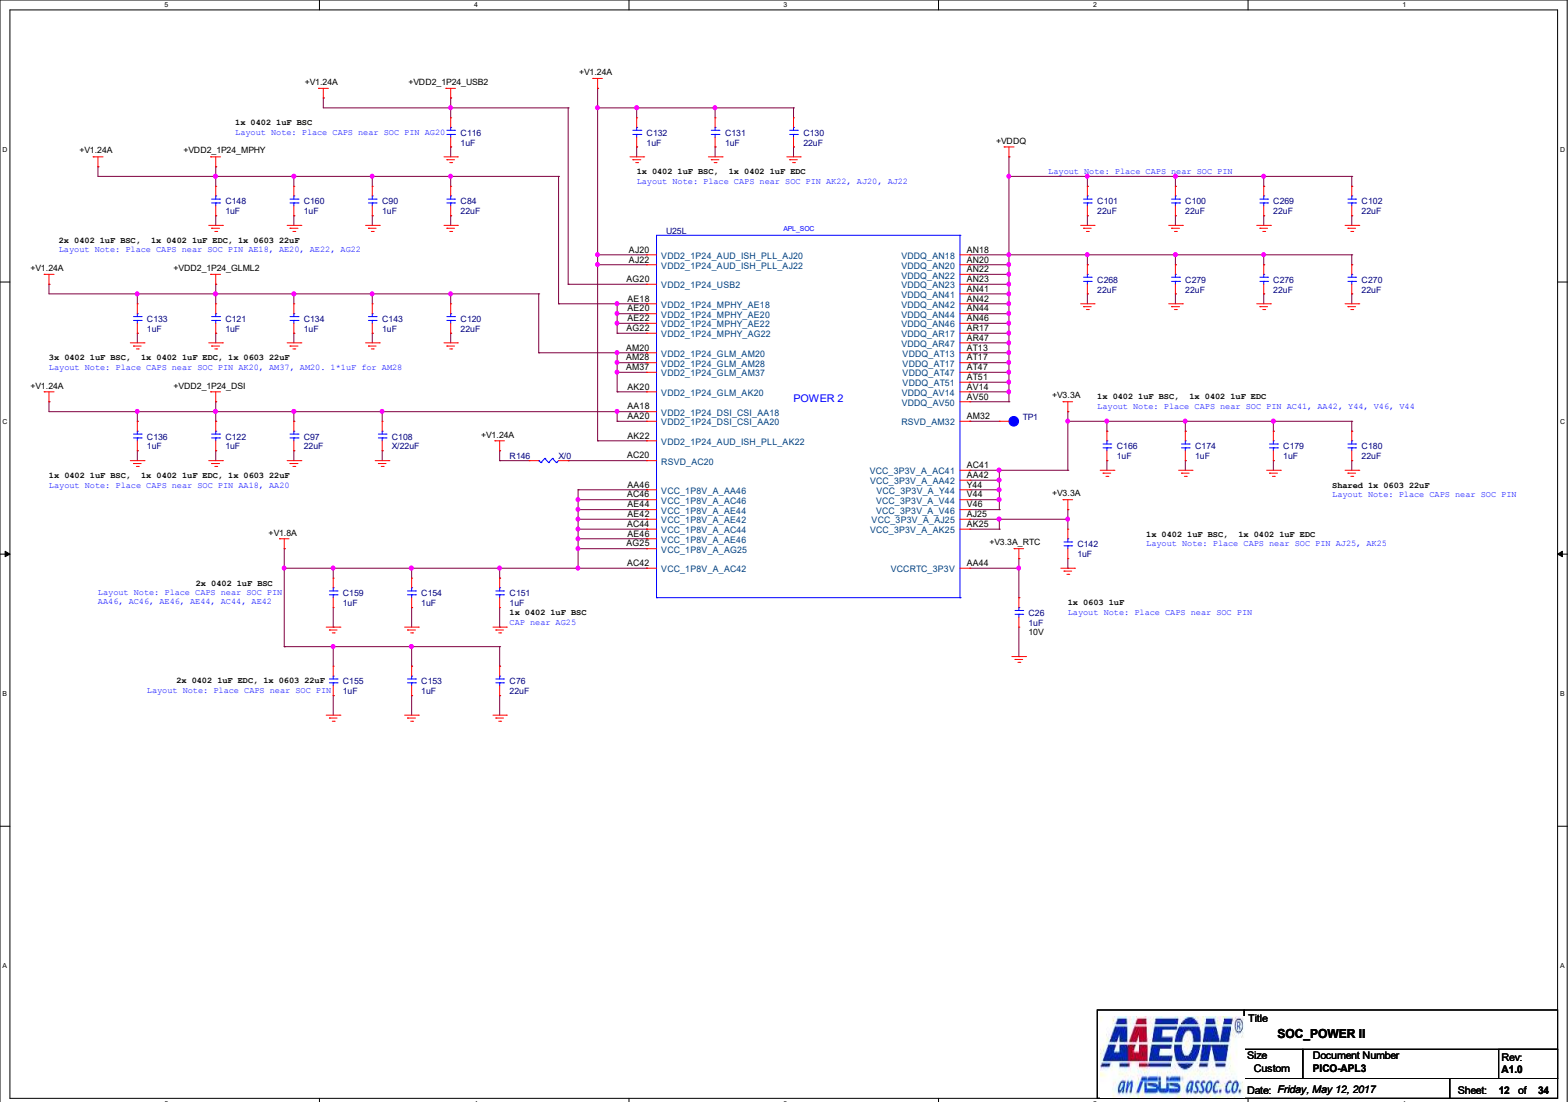 5 4 3 2 1
+V1.24A
+VDD2_1P24_USB2
1x 0402 1uF BSC
Layout Note: Place CAPS near SOC PIN AG20
C116
1uF
+V1.24A
C132
1uF
C131
1uF
C130
22uF
1x 0402 1uF BSC, 1x 0402 1uF EDC
Layout Note: Place CAPS near SOC PIN AK22, AJ20, AJ22
D D
+V1.24A
+VDD2_1P24_MPHY
C148
1uF
C160
1uF
C90
1uF
C84
22uF
2x 0402 1uF BSC, 1x 0402 1uF EDC, 1x 0603 22uF
Layout Note: Place CAPS near SOC PIN AE18, AE20, AE22, AG22
+V1.24A
+VDD2_1P24_GLML2
C133
1uF
C121
1uF
C134
1uF
C143
1uF
C120
22uF
3x 0402 1uF BSC, 1x 0402 1uF EDC, 1x 0603 22uF
Layout Note: Place CAPS near SOC PIN AK20, AM37, AM20. 1*1uF for AM28
+V1.24A
+VDD2_1P24_DSI
C C
C136
1uF
C122
1uF
C97
22uF
C108
X/22uF
1x 0402 1uF BSC, 1x 0402 1uF EDC, 1x 0603 22uF
Layout Note: Place CAPS near SOC PIN AA18, AA20
+V1.24A
R146 X/0
+V1.8A
2x 0402 1uF BSC
Layout Note: Place CAPS near SOC PIN
AA46, AC46, AE46, AE44, AC44, AE42
C159
1uF
C154
1uF
C151
1uF
1x 0402 1uF BSC
CAP near AG25
2x 0402 1uF EDC, 1x 0603 22uF
Layout Note: Place CAPS near SOC PIN
C155
1uF
C153
1uF
C76
22uF
U25L
APL_SOC
AJ20 VDD2_1P24_AUD_ISH_PLL_AJ20
AJ22 VDD2_1P24_AUD_ISH_PLL_AJ22
AG20 VDD2_1P24_USB2
AE18 VDD2_1P24_MPHY_AE18
AE20 VDD2_1P24_MPHY_AE20
AE22 VDD2_1P24_MPHY_AE22
AG22 VDD2_1P24_MPHY_AG22
AM20 VDD2_1P24_GLM_AM20
AM28 VDD2_1P24_GLM_AM28
AM37 VDD2_1P24_GLM_AM37
AK20 VDD2_1P24_GLM_AK20
AA18 VDD2_1P24_DSI_CSI_AA18
AA20 VDD2_1P24_DSI_CSI_AA20
AK22 VDD2_1P24_AUD_ISH_PLL_AK22
AC20 RSVD_AC20
AA46 VCC_1P8V_A_AA46
AC46 VCC_1P8V_A_AC46
AE44 VCC_1P8V_A_AE44
AE42 VCC_1P8V_A_AE42
AC44 VCC_1P8V_A_AC44
AE46 VCC_1P8V_A_AE46
AG25 VCC_1P8V_A_AG25
AC42 VCC_1P8V_A_AC42
POWER 2
VDDQ_AN18 AN18
VDDQ_AN20 AN20
VDDQ_AN22 AN22
VDDQ_AN23 AN23
VDDQ_AN41 AN41
VDDQ_AN42 AN42
VDDQ_AN44 AN44
VDDQ_AN46 AN46
VDDQ_AR17 AR17
VDDQ_AR47 AR47
VDDQ_AT13 AT13
VDDQ_AT17 AT17
VDDQ_AT47 AT47
VDDQ_AT51 AT51
VDDQ_AV14 AV14
VDDQ_AV50 AV50
RSVD_AM32 AM32
TP1
VCC_3P3V_A_AC41 AC41
VCC_3P3V_A_AA42 AA42
VCC_3P3V_A_Y44 Y44
VCC_3P3V_A_V44 V44
VCC_3P3V_A_V46 V46
VCC_3P3V_A_AJ25 AJ25
VCC_3P3V_A_AK25 AK25
VCCRTC_3P3V AA44
+VDDQ
Layout Note: Place CAPS near SOC PIN
C101
22uF
C100
22uF
C269
22uF
C102
22uF
C268
22uF
C279
22uF
C276
22uF
C270
22uF
+V3.3A
1x 0402 1uF BSC, 1x 0402 1uF EDC
Layout Note: Place CAPS near SOC PIN AC41, AA42, Y44, V46, V44
C166
1uF
C174
1uF
C179
1uF
C180
22uF
Shared 1x 0603 22uF
Layout Note: Place CAPS near SOC PIN
+V3.3A
C142
1uF
1x 0402 1uF BSC, 1x 0402 1uF EDC
Layout Note: Place CAPS near SOC PIN AJ25, AK25
+V3.3A_RTC
C26
1uF
10V
1x 0603 1uF
Layout Note: Place CAPS near SOC PIN
B B
A A
AAEON®
an ASUS assoc. co.
Title
SOC_POWER II
Size
Custom
Document Number
PICO-APL3
Rev:
A1.0
Date: Friday, May 12, 2017
Sheet: 12 of 34